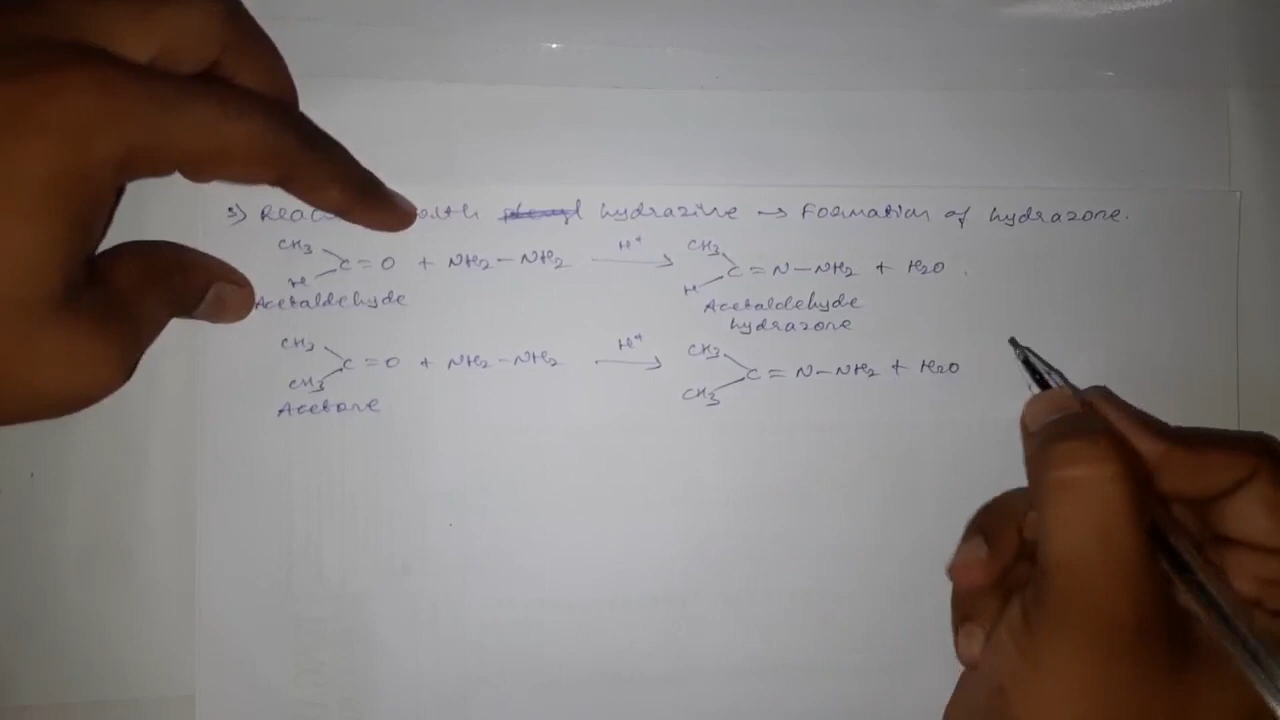 3) Reac with hydrazine → Formation of hydrazone.
CH3
C=O + NH2-NH2 H+ → CH3
H C=N-NH2 + H2O
H
Acetaldehyde Acetaldehyde
hydrazone
CH3 CH3
C=O + NH2-NH2 H+ → C=N-NH2 + H2O
CH3 CH3
Acetone